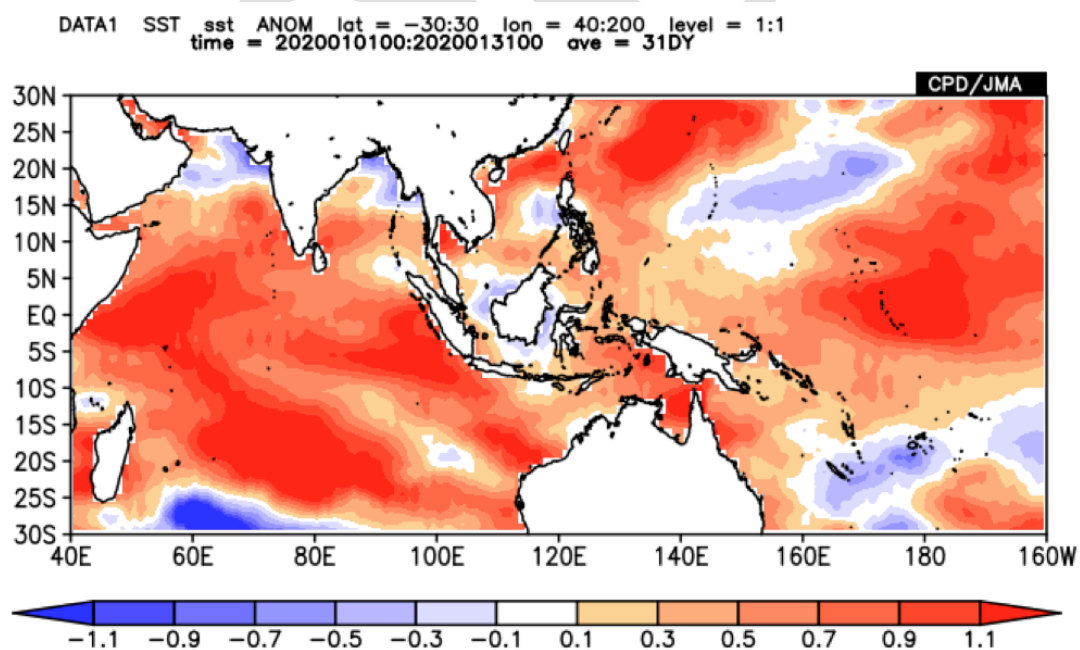 DATA1 SST sst ANOM lat = -30:30 lon = 40:200 level = 1:1
time = 2020010100:2020013100 ave = 31DY
CPD/JMA
30N
25N
20N
15N
10N
5N
EQ
5S
10S
15S
20S
25S
30S
40E 60E 80E 100E 120E 140E 160E 180 160W
-1.1 -0.9 -0.7 -0.5 -0.3 -0.1 0.1 0.3 0.5 0.7 0.9 1.1